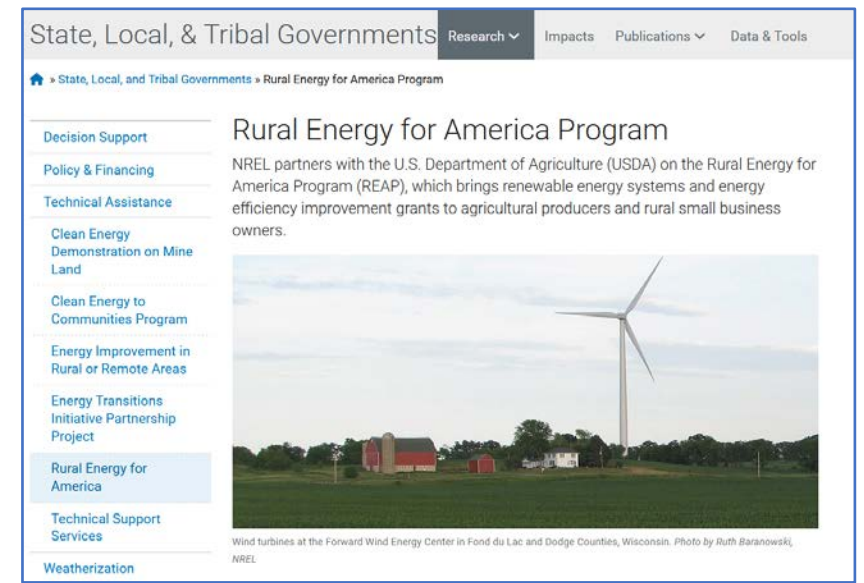 State, Local, & Tribal Governments
Research
Impacts
Publications
Data & Tools
» State, Local, and Tribal Governments » Rural Energy for America Program
Decision Support
Policy & Financing
Technical Assistance
Clean Energy
Demonstration on Mine
Land
Clean Energy to
Communities Program
Energy Improvement in
Rural or Remote Areas
Energy Transitions
Initiative Partnership
Project
Rural Energy for
America
Technical Support
Services
Weatherization
Rural Energy for America Program
NREL partners with the U.S. Department of Agriculture (USDA) on the Rural Energy for
America Program (REAP), which brings renewable energy systems and energy
efficiency improvement grants to agricultural producers and rural small business
owners.
Wind turbines at the Forward Wind Energy Center in Fond du Lac and Dodge Counties, Wisconsin. Photo by Ruth Baranowski,
NREL